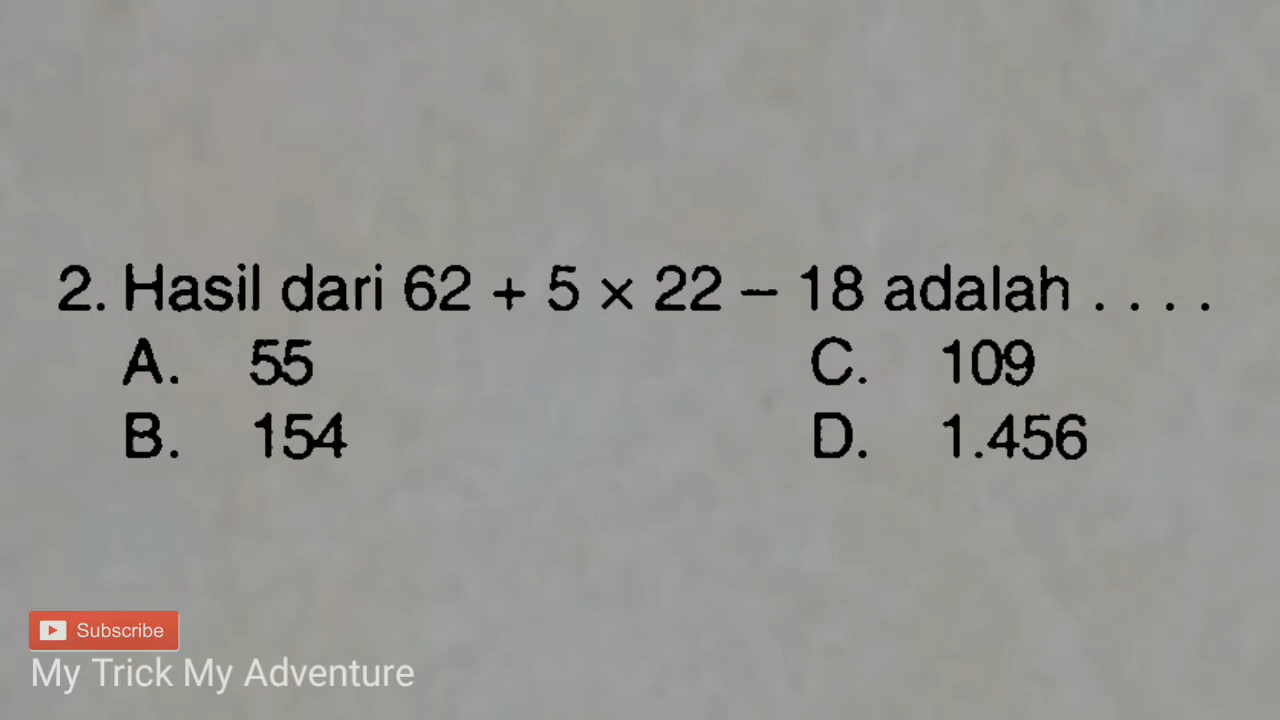 2. Hasil dari 62 + 5 × 22 – 18 adalah . . . .
A. 55 C. 109
B. 154 D. 1.456
Subscribe
My Trick My Adventure